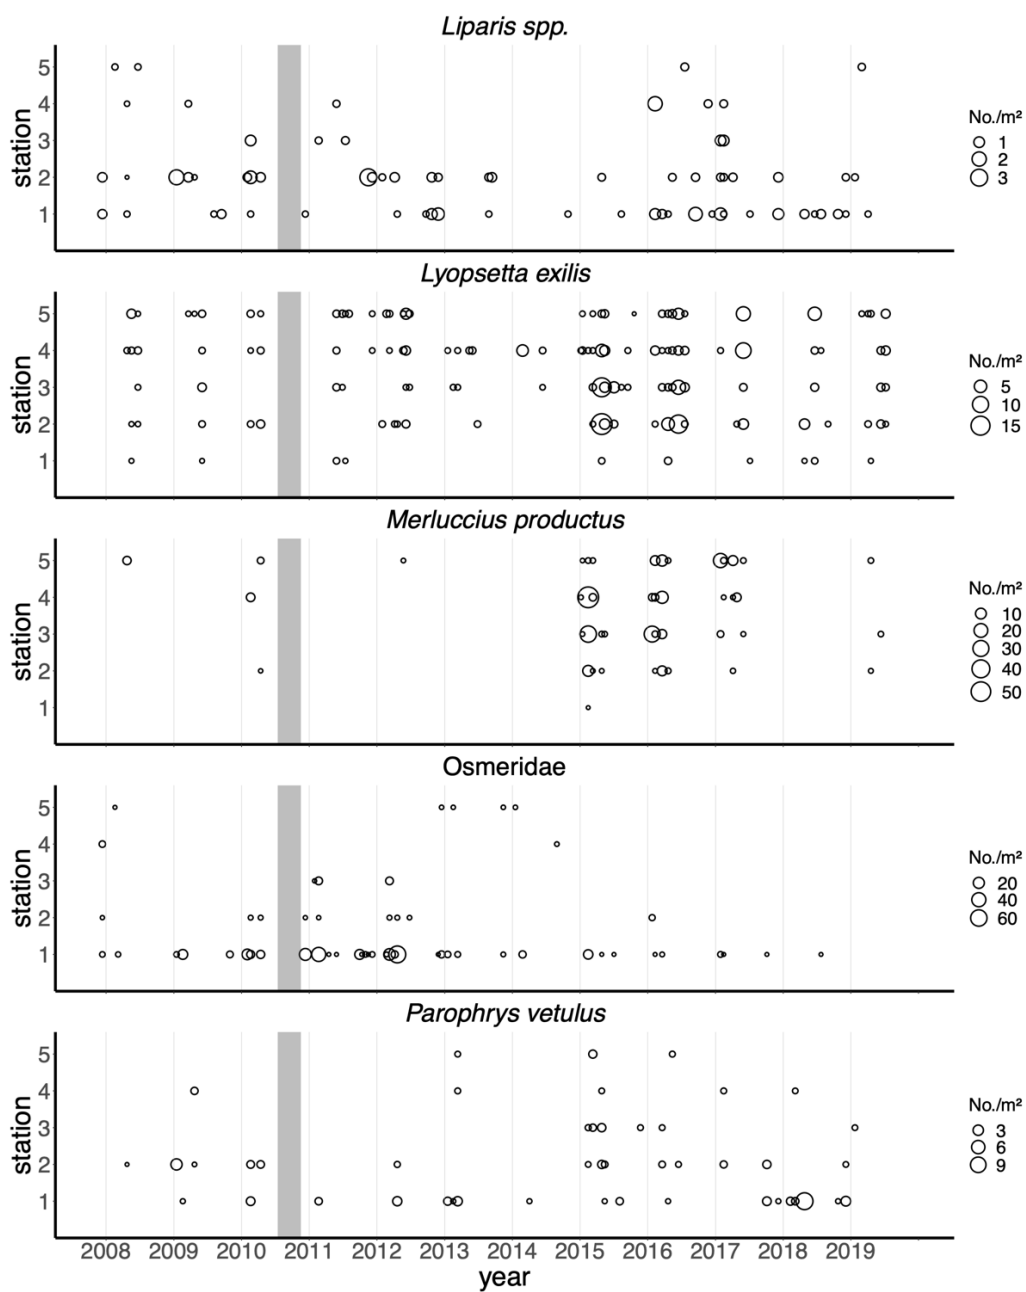 Liparis spp.
station
5
4
3
2
1
No./m²
1
2
3
Lyopsetta exilis
station
5
4
3
2
1
No./m²
5
10
15
Merluccius productus
station
5
4
3
2
1
No./m²
10
20
30
40
50
Osmeridae
station
5
4
3
2
1
No./m²
20
40
60
Parophrys vetulus
station
5
4
3
2
1
No./m²
3
6
9
2008 2009 2010 2011 2012 2013 2014 2015 2016 2017 2018 2019
year